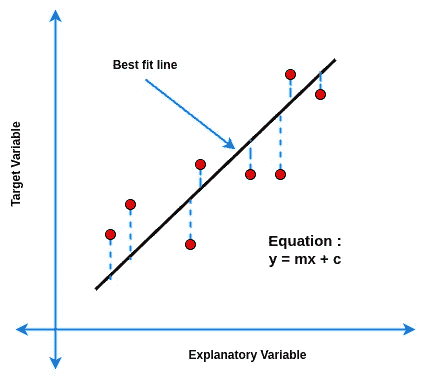 Best fit line
Target Variable
Equation :
y = mx + c
Explanatory Variable